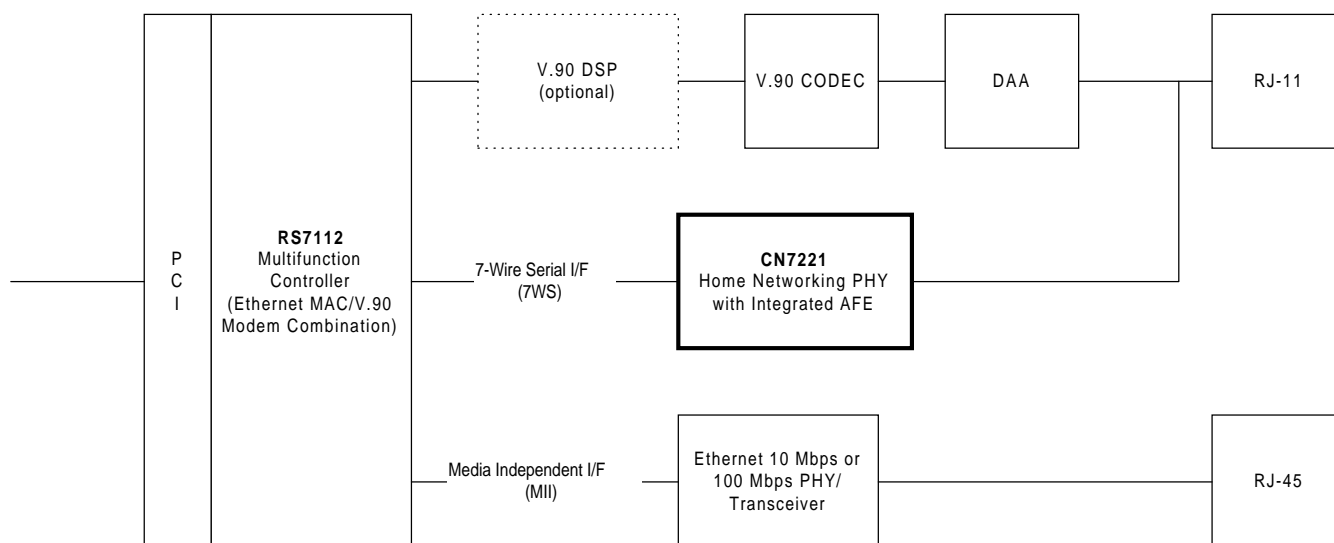 V.90 DSP
(optional)
V.90 CODEC
DAA
RJ-11
P
C
I
RS7112
Multifunction
Controller
(Ethernet MAC/V.90
Modem Combination)
7-Wire Serial I/F
(7WS)
CN7221
Home Networking PHY
with Integrated AFE
Media Independent I/F
(MII)
Ethernet 10 Mbps or
100 Mbps PHY/
Transceiver
RJ-45